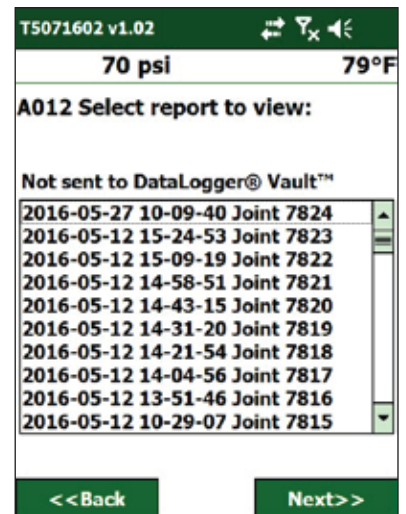 T5071602 v1.02
70 psi 79°F
A012 Select report to view:
Not sent to DataLogger® Vault™
2016-05-27 10-09-40 Joint 7824
2016-05-12 15-24-53 Joint 7823
2016-05-12 15-09-19 Joint 7822
2016-05-12 14-58-51 Joint 7821
2016-05-12 14-43-15 Joint 7820
2016-05-12 14-31-20 Joint 7819
2016-05-12 14-21-54 Joint 7818
2016-05-12 14-04-56 Joint 7817
2016-05-12 13-51-46 Joint 7816
2016-05-12 10-29-07 Joint 7815
<<Back Next>>